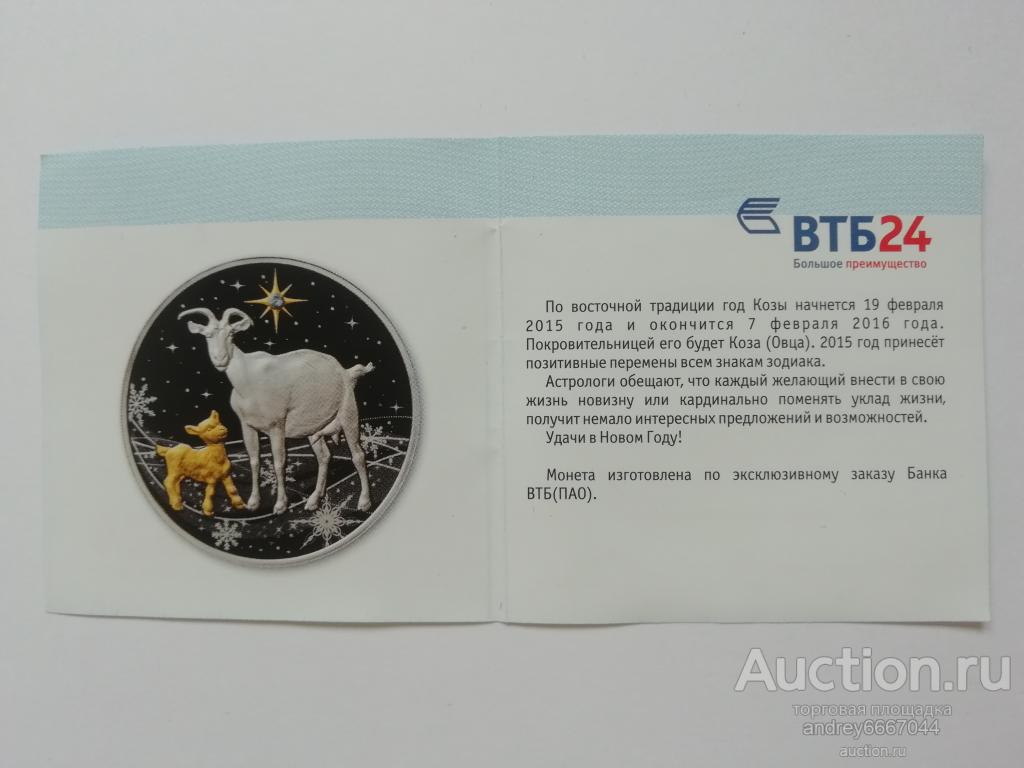 ВТБ24
Большое преимущество
По восточной традиции год Козы начнется 19 февраля
2015 года и окончится 7 февраля 2016 года.
Покровительницей его будет Коза (Овца). 2015 год принесёт
позитивные перемены всем знакам зодиака.
Астрологи обещают, что каждый желающий внести в свою
жизнь новизну или кардинально поменять уклад жизни,
получит немало интересных предложений и возможностей.
Удачи в Новом Году!
Монета изготовлена по эксклюзивному заказу Банка
ВТБ(ПАО).
Auction.ru
торговая площадка
andrey6667044
auction.ru